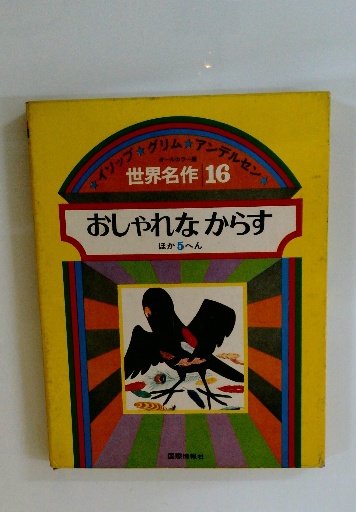 ★イソップ★グリム★アンデルセン★
オールカラー版
世界名作 16
おしゃれな からす
ほか5へん
国際情報社